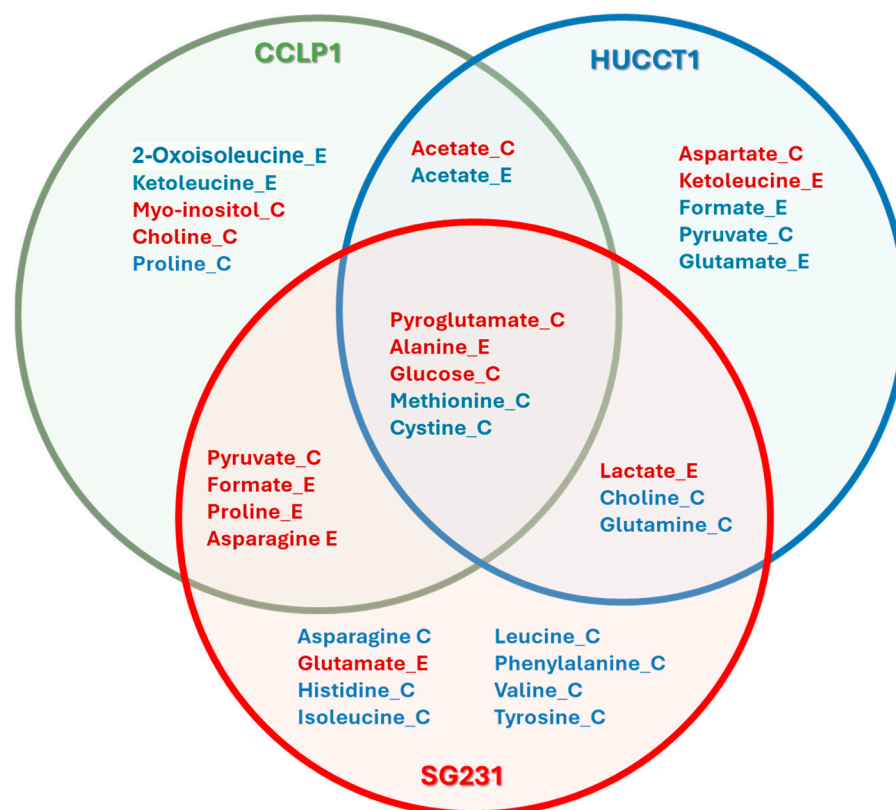 CCLP1
HUCCT1
2-Oxoisoleucine_E
Ketoleucine_E
Myo-inositol_C
Choline_C
Proline_C
Acetate_C
Acetate_E
Aspartate_C
Ketoleucine_E
Formate_E
Pyruvate_C
Glutamate_E
Pyroglutamate_C
Alanine_E
Glucose_C
Methionine_C
Cystine_C
Pyruvate_C
Formate_E
Proline_E
Asparagine E
Lactate_E
Choline_C
Glutamine_C
Asparagine C
Glutamate_E
Histidine_C
Isoleucine_C
Leucine_C
Phenylalanine_C
Valine_C
Tyrosine_C
SG231